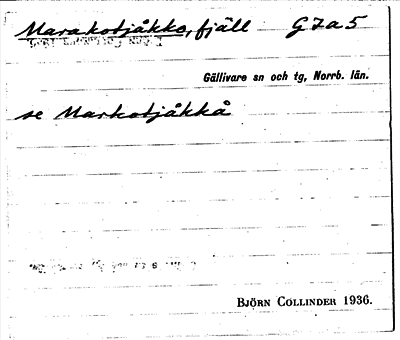 Marakotjåkko, fjäll G7a5
Gällivare sn och tg, Norrb. län.
se Markotjåkkå
BJÖRN COLLINDER 1936.